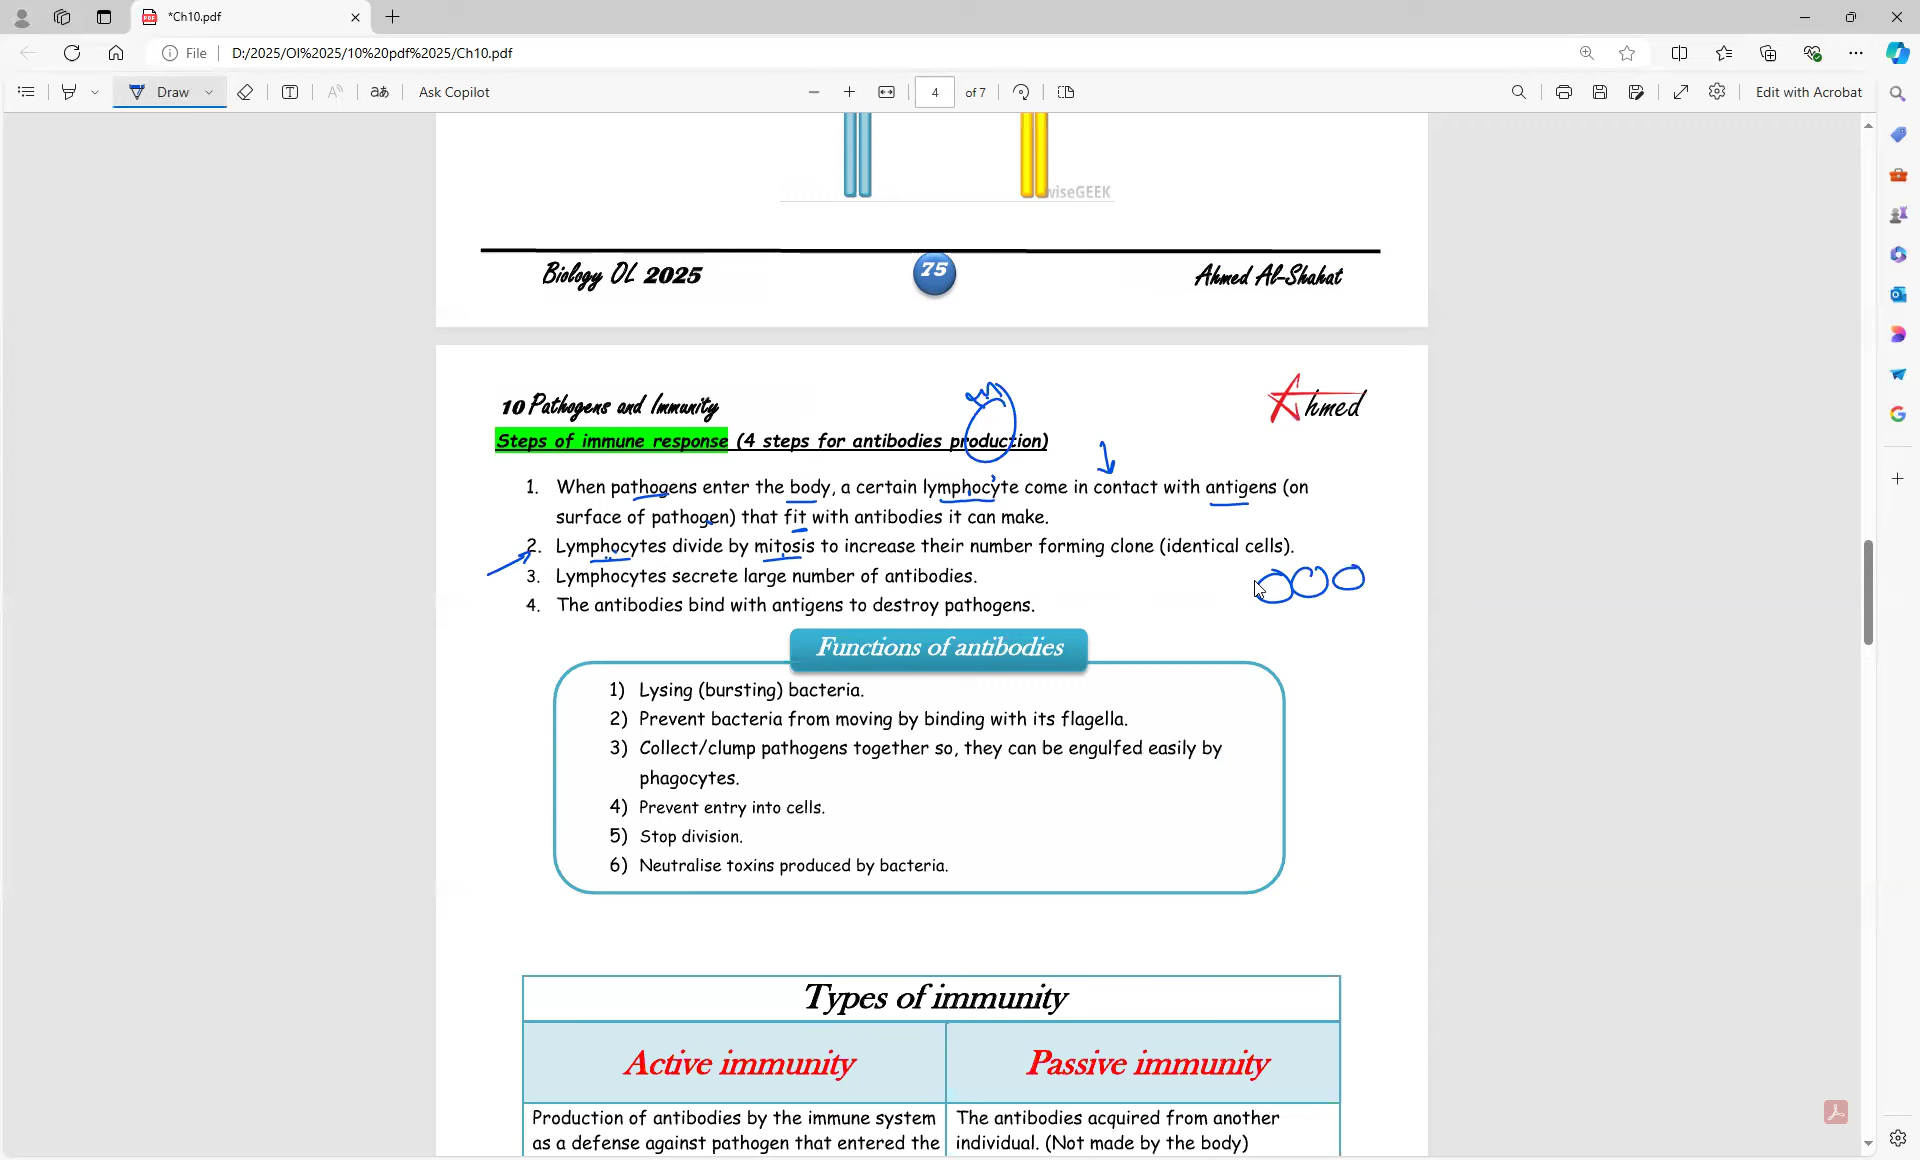 *Ch10.pdf
File
D:/2025/Ol%2025/10%20pdf%2025/Ch10.pdf
Draw
aあ
Ask Copilot
4
of 7
Edit with Acrobat
wiseGEEK
Biology OL 2025
75
Ahmed Al-Shahat
10 Pathogens and Immunity
Ahmed
Steps of immune response (4 steps for antibodies production)
1. When pathogens enter the body, a certain lymphocyte come in contact with antigens (on
surface of pathogen) that fit with antibodies it can make.
2. Lymphocytes divide by mitosis to increase their number forming clone (identical cells).
3. Lymphocytes secrete large number of antibodies.
4. The antibodies bind with antigens to destroy pathogens.
Functions of antibodies
1) Lysing (bursting) bacteria.
2) Prevent bacteria from moving by binding with its flagella.
3) Collect/clump pathogens together so, they can be engulfed easily by
phagocytes.
4) Prevent entry into cells.
5) Stop division.
6) Neutralise toxins produced by bacteria.
Types of immunity
Active immunity
Passive immunity
Production of antibodies by the immune system
as a defense against pathogen that entered the
The antibodies acquired from another
individual. (Not made by the body)